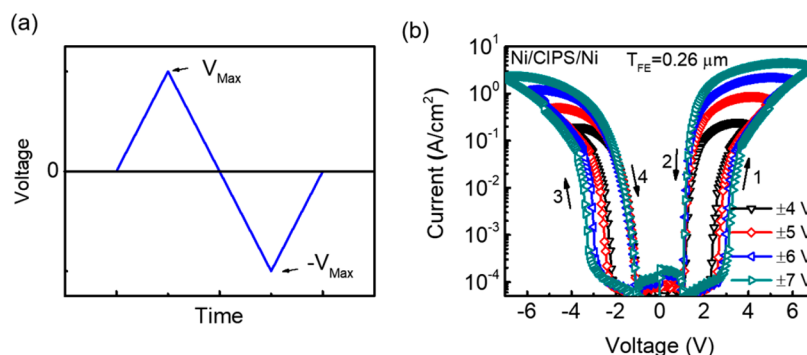 (a)
V_Max
0
-V_Max
Voltage
Time
(b)
Ni/CIPS/Ni T_FE=0.26 μm
10^1
10^0
10^-1
10^-2
10^-3
10^-4
Current (A/cm^2)
3
4
2
1
±4 V
±5 V
±6 V
±7 V
-6 -4 -2 0 2 4 6
Voltage (V)